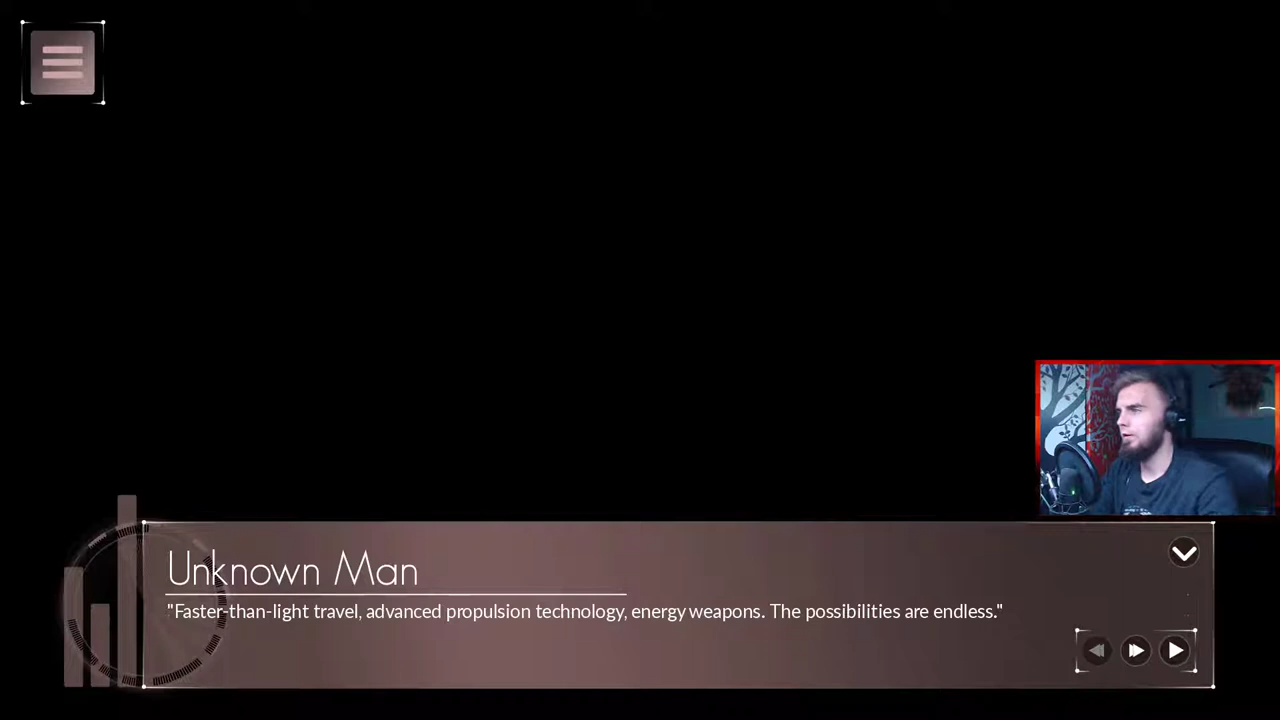 Unknown Man
"Faster-than-light travel, advanced propulsion technology, energy weapons. The possibilities are endless."